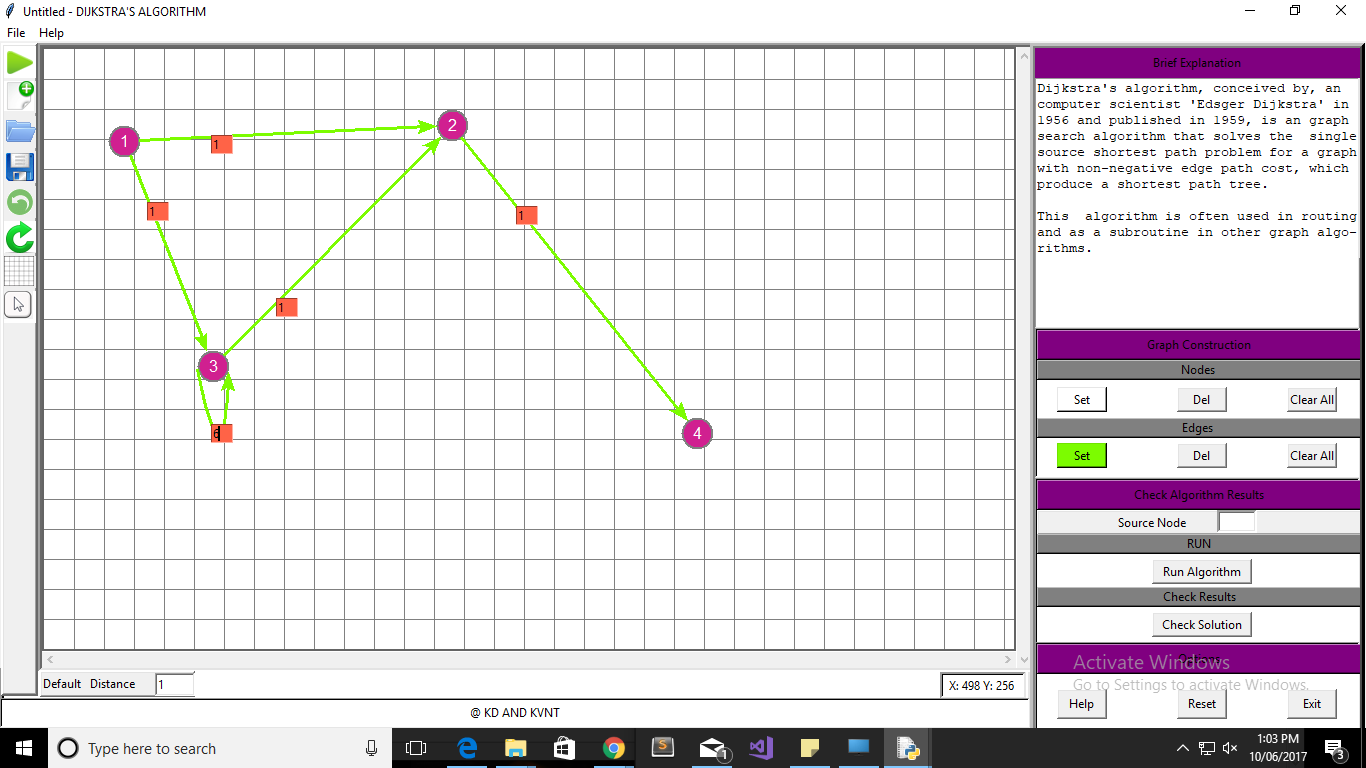 Untitled - DIJKSTRA'S ALGORITHM
File Help
1
2
3
4
1
1
1
1
6
Default Distance 1
X: 498 Y: 256
@ KD AND KVNT
Brief Explanation
Dijkstra's algorithm, conceived by, an
computer scientist 'Edsger Dijkstra' in
1956 and published in 1959, is an graph
search algorithm that solves the single
source shortest path problem for a graph
with non-negative edge path cost, which
produce a shortest path tree.
This algorithm is often used in routing
and as a subroutine in other graph algo-
rithms.
Graph Construction
Nodes
Set Del Clear All
Edges
Set Del Clear All
Check Algorithm Results
Source Node
RUN
Run Algorithm
Check Results
Check Solution
Activate Windows
Go to Settings to activate Windows.
Help Reset Exit
Type here to search
1
S
1:03 PM
10/06/2017
3